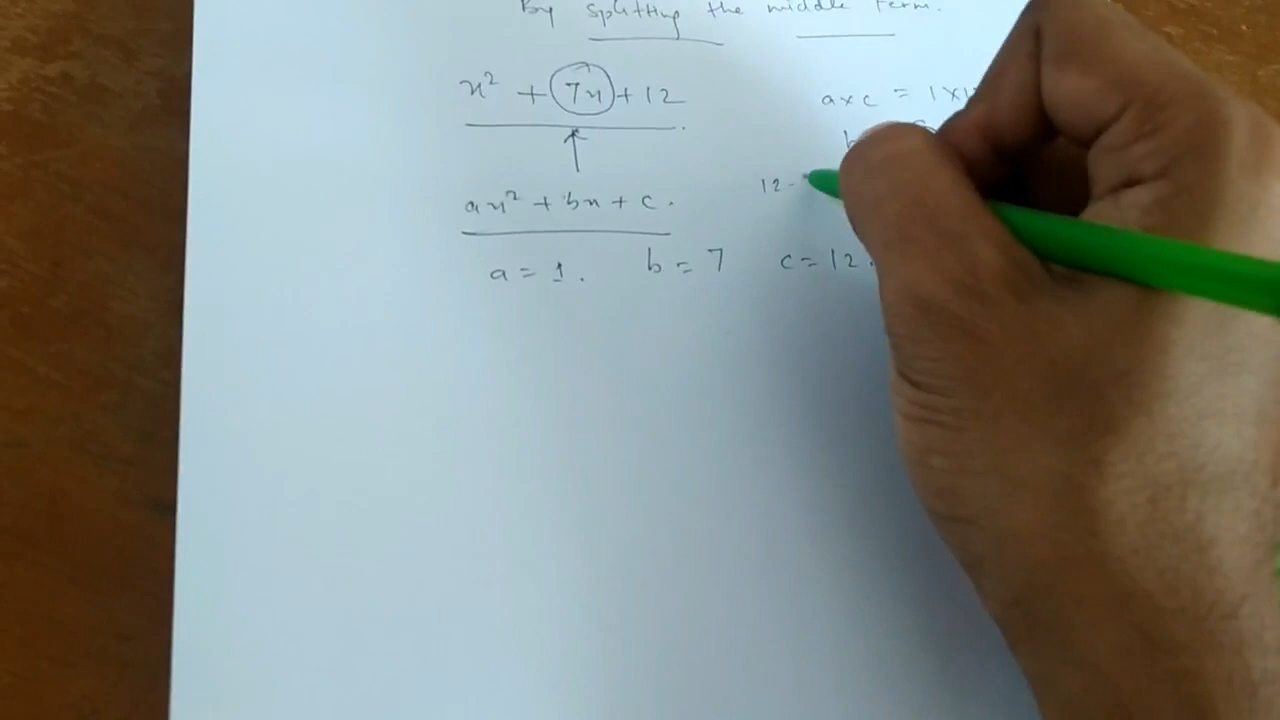 By splitting the middle term.
x² + 7x + 12
a×c = 1×1
b
ax² + bx + c.
12 -
a = 1. b = 7 c = 12.